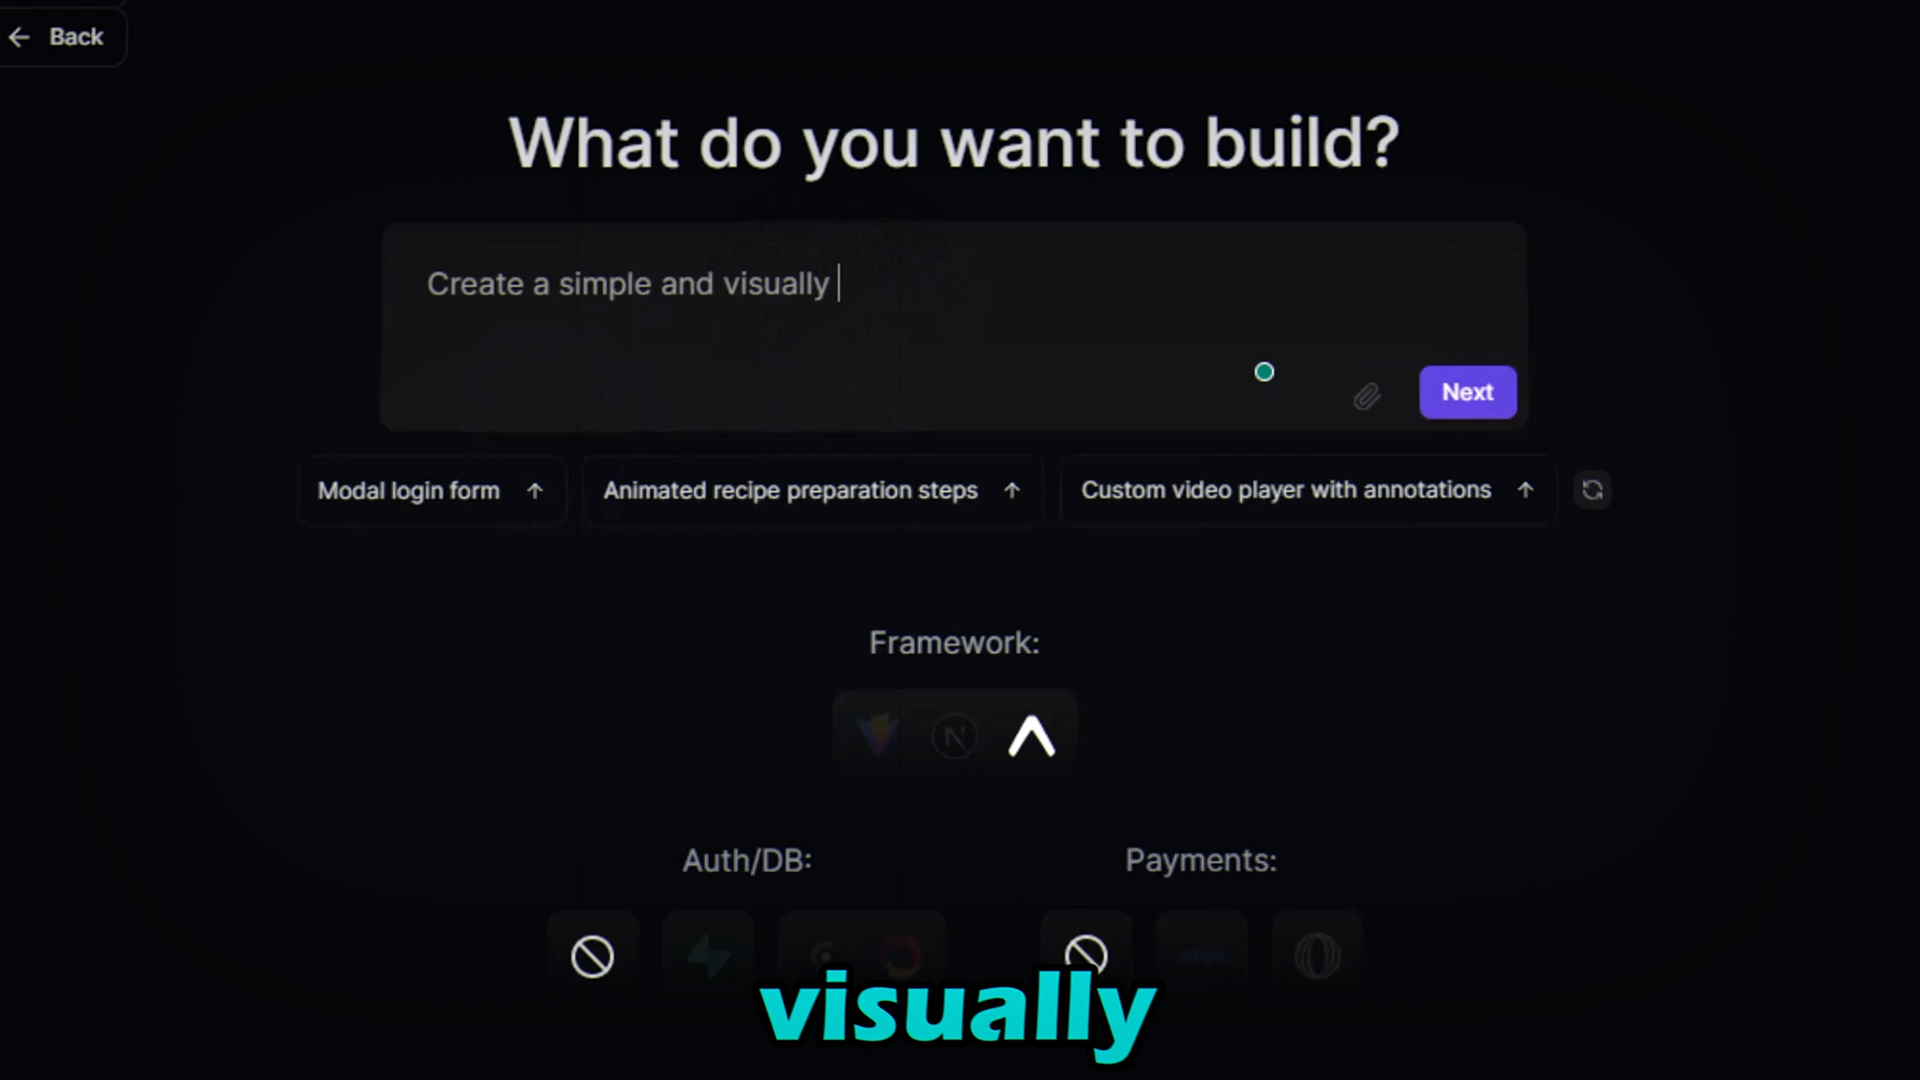 Back
What do you want to build?
Create a simple and visually
Next
Modal login form
Animated recipe preparation steps
Custom video player with annotations
Framework:
Auth/DB:
Payments:
visually